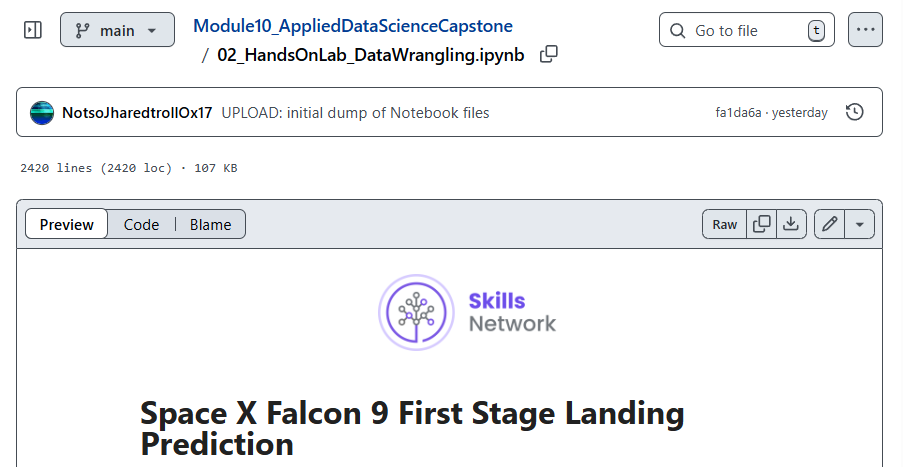 main
Module10_AppliedDataScienceCapstone
/ 02_HandsOnLab_DataWrangling.ipynb
Go to file
t
NotsoJharedtrollOx17 UPLOAD: initial dump of Notebook files
fa1da6a · yesterday
2420 lines (2420 loc) · 107 KB
Preview
Code
Blame
Raw
Skills
Network
Space X Falcon 9 First Stage Landing
Prediction